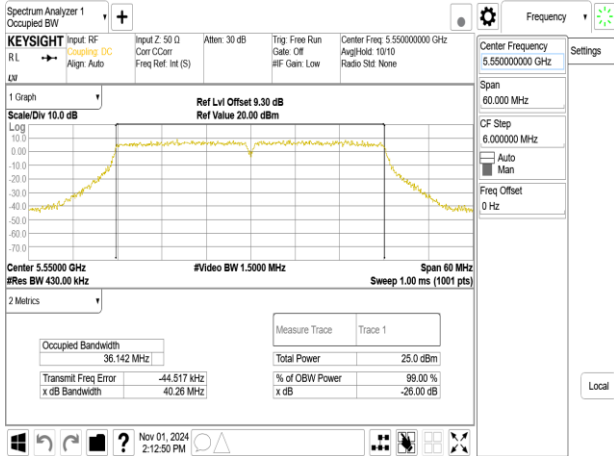 Spectrum Analyzer 1
Occupied BW
+
Frequency
KEYSIGHT
RL
LXI
Input: RF
Coupling: DC
Align: Auto
Input Z: 50 Ω
Corr CCorr
Freq Ref: Int (S)
Atten: 30 dB
Trig: Free Run
Gate: Off
#IF Gain: Low
Center Freq: 5.550000000 GHz
Avg|Hold: 10/10
Radio Std: None
Center Frequency
5.550000000 GHz
Settings
Span
60.000 MHz
CF Step
6.000000 MHz
Auto
Man
Freq Offset
0 Hz
Local
1 Graph
Scale/Div 10.0 dB
Ref Lvl Offset 9.30 dB
Ref Value 20.00 dBm
Log
10.0
0.00
-10.0
-20.0
-30.0
-40.0
-50.0
-60.0
-70.0
Center 5.55000 GHz
#Res BW 430.00 kHz
#Video BW 1.5000 MHz
Span 60 MHz
Sweep 1.00 ms (1001 pts)
2 Metrics
Measure Trace Trace 1
Occupied Bandwidth
36.142 MHz
Total Power 25.0 dBm
Transmit Freq Error -44.517 kHz
% of OBW Power 99.00 %
x dB Bandwidth 40.26 MHz
x dB -26.00 dB
?
Nov 01, 2024
2:12:50 PM